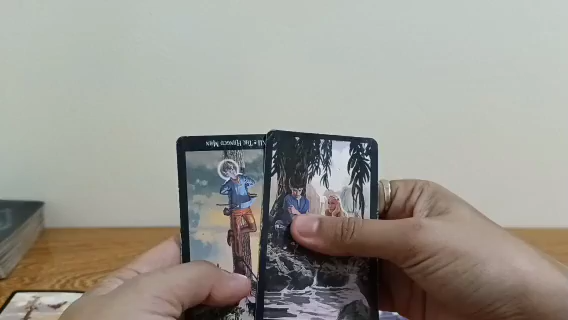 XII • The Hanged Man